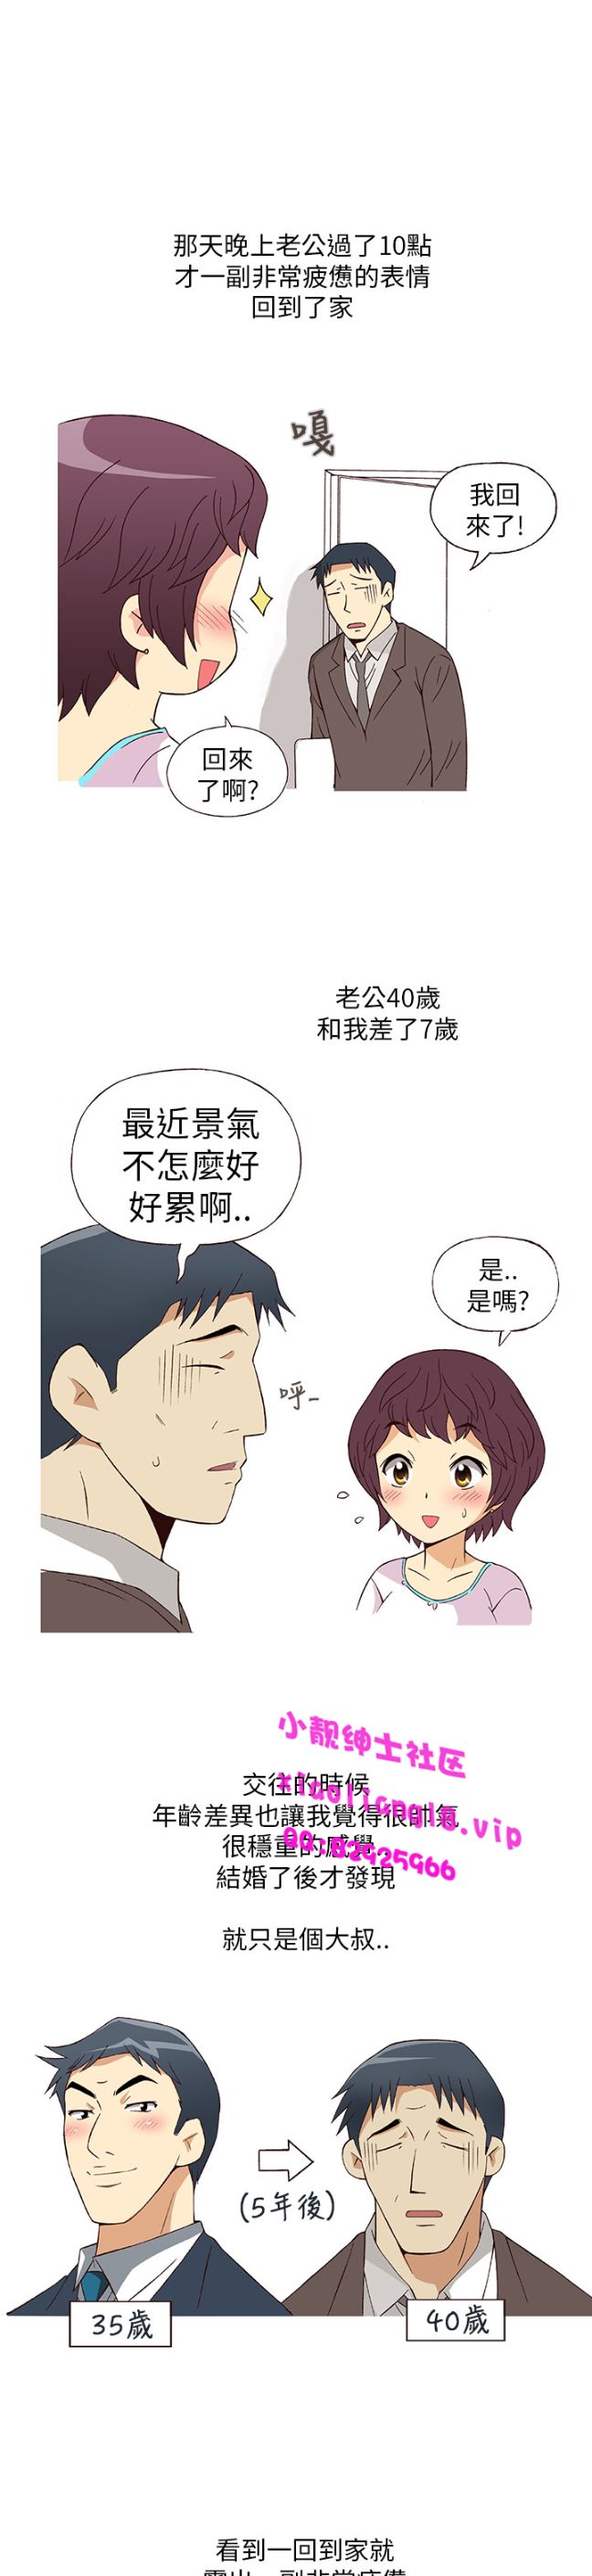 那天晚上老公過了10點
才一副非常疲憊的表情
回到了家
嘎
我回
來了!
回來
了啊?
老公40歲
和我差了7歲
最近景氣
不怎麼好
好累啊..
是..
是嗎?
呼~
小靓绅士社区
交往的時候
xiaoliangle.vip
年齡差異也讓我覺得很帥氣
很穩重的感覺..
QQ:82925966
結婚了後才發現
就只是個大叔..
(5年後)
35歲
40歲
看到一回到家就